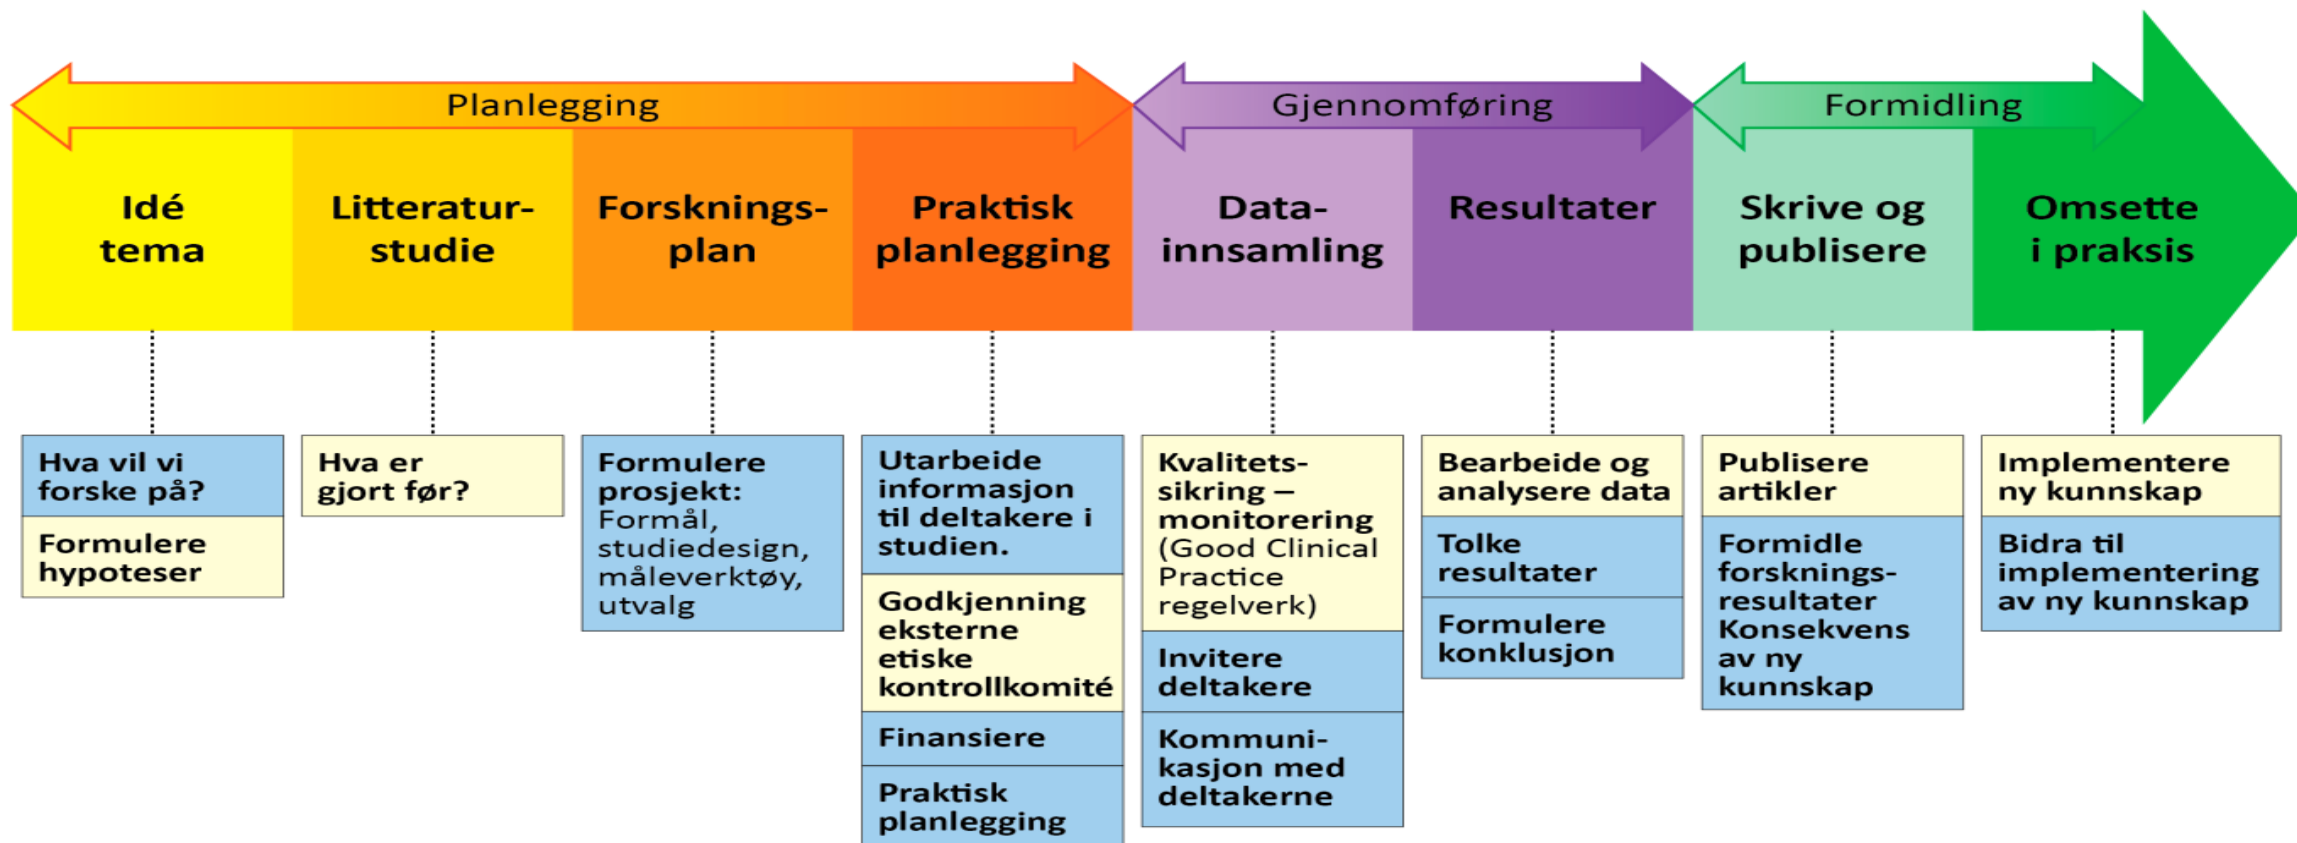 Planlegging
Gjennomføring
Formidling
Idé
tema
Litteratur-
studie
Forsknings-
plan
Praktisk
planlegging
Data-
innsamling
Resultater
Skrive og
publisere
Omsette
i praksis
Hva vil vi
forske på?
Formulere
hypoteser
Hva er
gjort før?
Formulere
prosjekt:
Formål,
studiedesign,
måleverktøy,
utvalg
Utarbeide
informasjon
til deltakere i
studien.
Godkjenning
eksterne
etiske
kontrollkomité
Finansiere
Praktisk
planlegging
Kvalitets-
sikring –
monitorering
(Good Clinical
Practice
regelverk)
Invitere
deltakere
Kommuni-
kasjon med
deltakerne
Bearbeide og
analysere data
Tolke
resultater
Formulere
konklusjon
Publisere
artikler
Formidle
forsknings-
resultater
Konsekvens
av ny
kunnskap
Implementere
ny kunnskap
Bidra til
implementering
av ny kunnskap